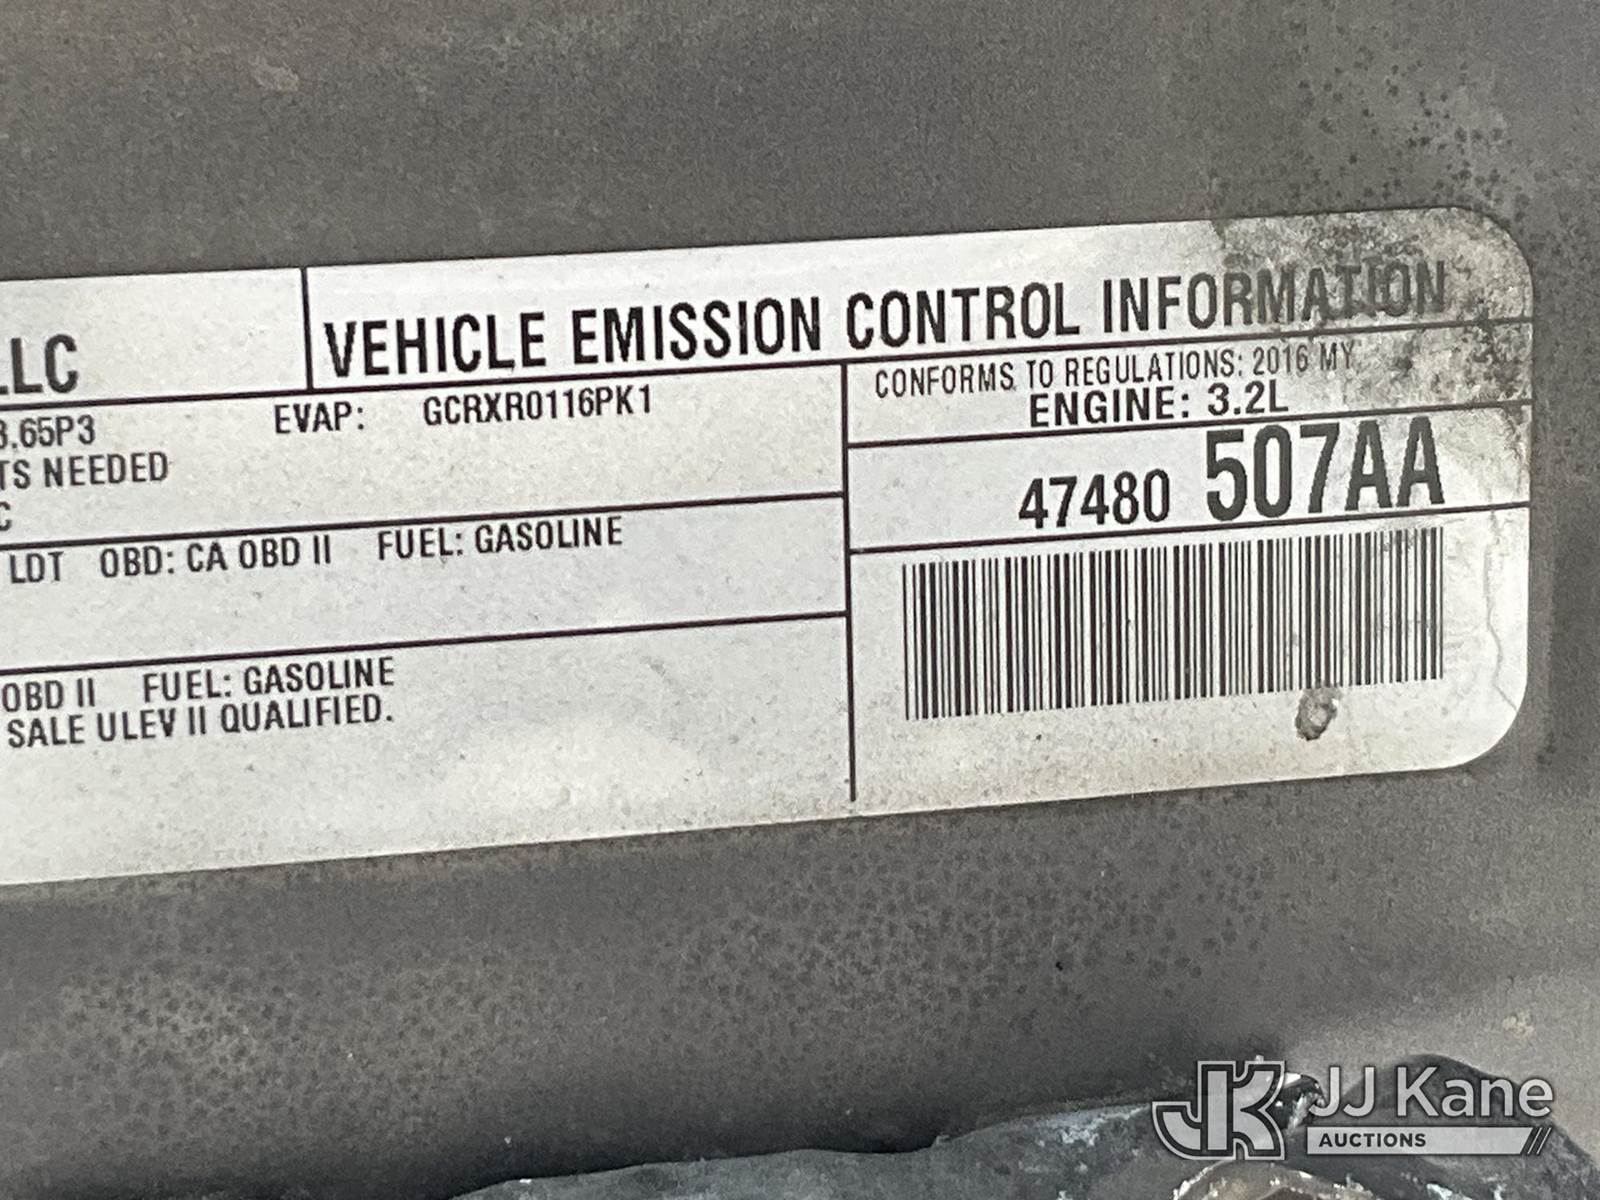 LLC
VEHICLE EMISSION CONTROL INFORMATION
3.65P3
EVAP: GCRXR0116PK1
CONFORMS TO REGULATIONS: 2016 MY
ENGINE: 3.2L
TS NEEDED
C
47480 507AA
LDT OBD: CA OBD II FUEL: GASOLINE
OBD II FUEL: GASOLINE
SALE ULEV II QUALIFIED.
JK JJ Kane
AUCTIONS